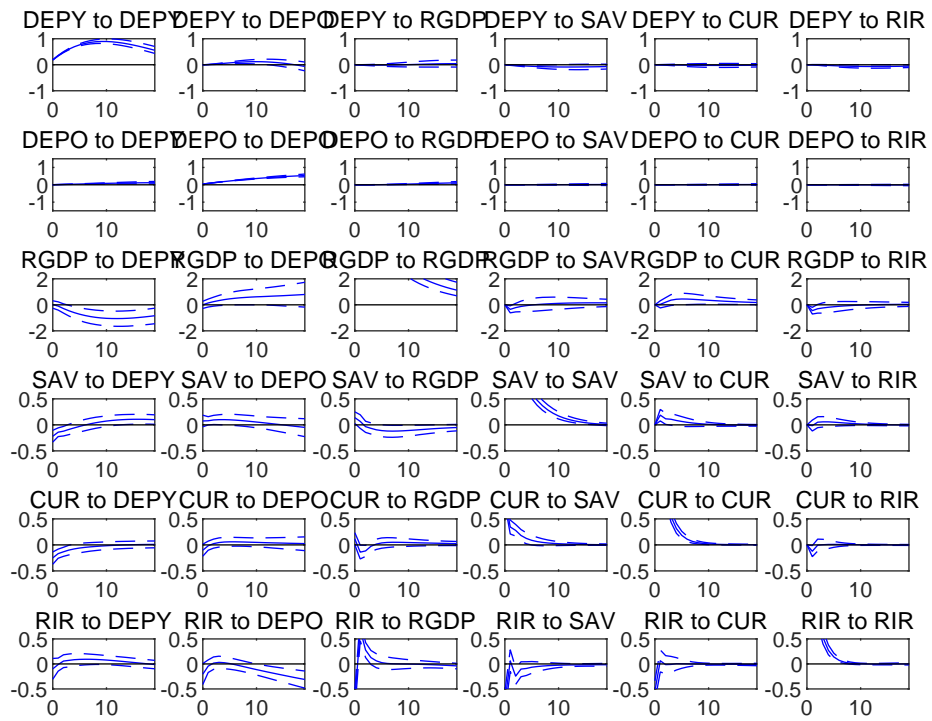 DEPY to DEPY DEPY to DEPO DEPY to RGDP DEPY to SAV DEPY to CUR DEPY to RIR
1 1 1 1 1 1
0 0 0 0 0 0
-1 -1 -1 -1 -1 -1
0 10 0 10 0 10 0 10 0 10 0 10
DEPO to DEPY DEPO to DEPO DEPO to RGDP DEPO to SAV DEPO to CUR DEPO to RIR
1 1 1 1 1 1
0 0 0 0 0 0
-1 -1 -1 -1 -1 -1
0 10 0 10 0 10 0 10 0 10 0 10
RGDP to DEPY RGDP to DEPO RGDP to RGDP RGDP to SAV RGDP to CUR RGDP to RIR
2 2 2 2 2 2
0 0 0 0 0 0
-2 -2 -2 -2 -2 -2
0 10 0 10 0 10 0 10 0 10 0 10
SAV to DEPY SAV to DEPO SAV to RGDP SAV to SAV SAV to CUR SAV to RIR
0.5 0.5 0.5 0.5 0.5 0.5
0 0 0 0 0 0
-0.5 -0.5 -0.5 -0.5 -0.5 -0.5
0 10 0 10 0 10 0 10 0 10 0 10
CUR to DEPY CUR to DEPO CUR to RGDP CUR to SAV CUR to CUR CUR to RIR
0.5 0.5 0.5 0.5 0.5 0.5
0 0 0 0 0 0
-0.5 -0.5 -0.5 -0.5 -0.5 -0.5
0 10 0 10 0 10 0 10 0 10 0 10
RIR to DEPY RIR to DEPO RIR to RGDP RIR to SAV RIR to CUR RIR to RIR
0.5 0.5 0.5 0.5 0.5 0.5
0 0 0 0 0 0
-0.5 -0.5 -0.5 -0.5 -0.5 -0.5
0 10 0 10 0 10 0 10 0 10 0 10